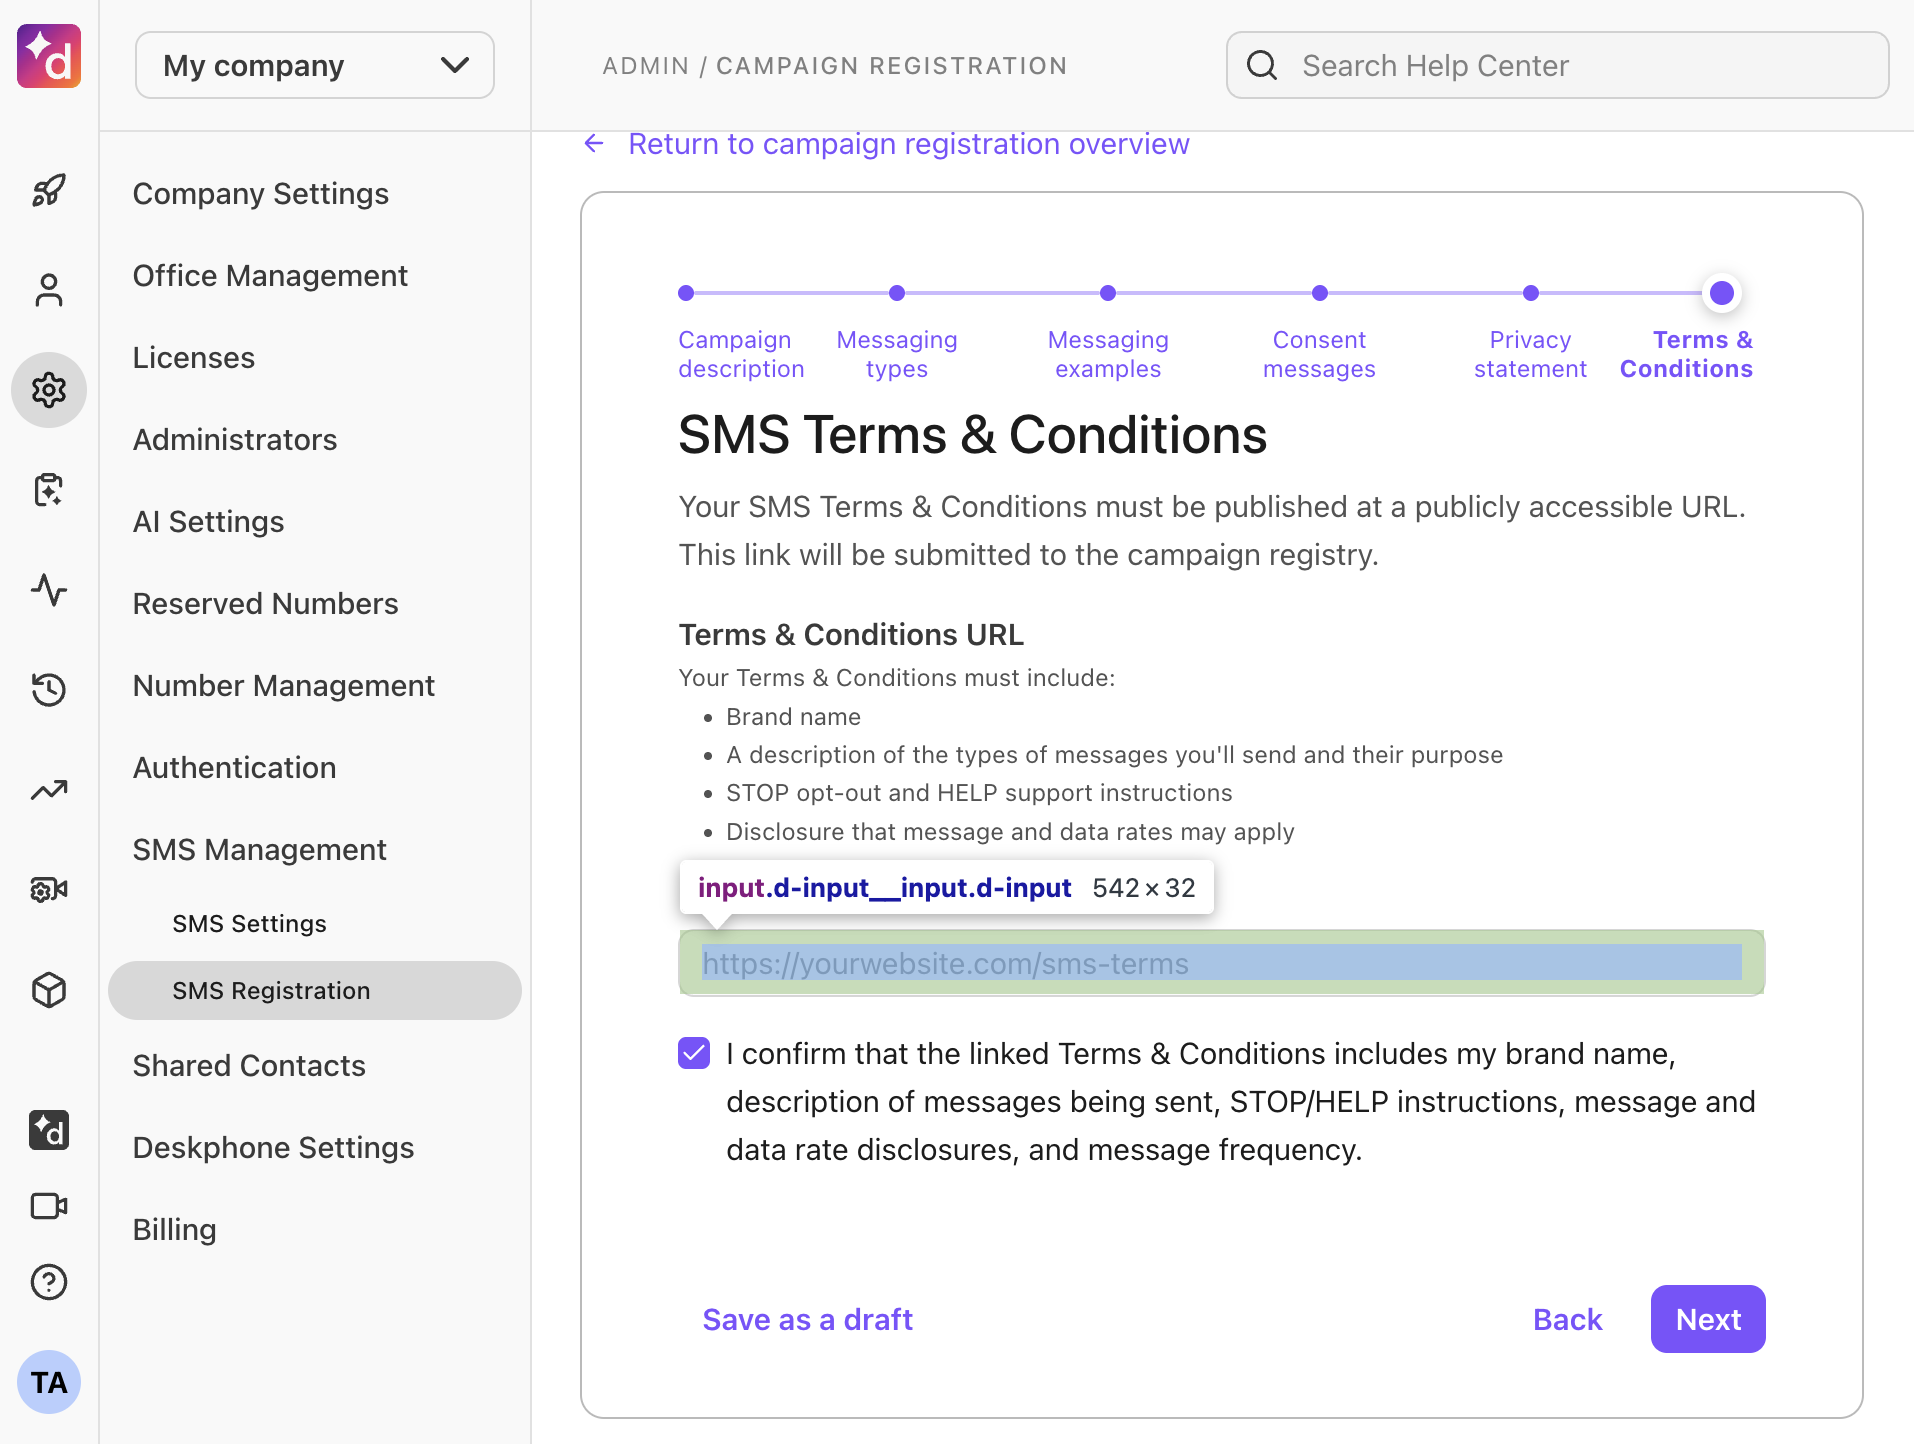 d
My company
ADMIN / CAMPAIGN REGISTRATION
Search Help Center
Company Settings
Office Management
Licenses
Administrators
AI Settings
Reserved Numbers
Number Management
Authentication
SMS Management
SMS Settings
SMS Registration
Shared Contacts
Deskphone Settings
Billing
d
TA
← Return to campaign registration overview
Campaign
description
Messaging
types
Messaging
examples
Consent
messages
Privacy
statement
Terms &
Conditions
SMS Terms & Conditions
Your SMS Terms & Conditions must be published at a publicly accessible URL.
This link will be submitted to the campaign registry.
Terms & Conditions URL
Your Terms & Conditions must include:
• Brand name
• A description of the types of messages you'll send and their purpose
• STOP opt-out and HELP support instructions
• Disclosure that message and data rates may apply
input.d-input__input.d-input 542 × 32
https://yourwebsite.com/sms-terms
I confirm that the linked Terms & Conditions includes my brand name,
description of messages being sent, STOP/HELP instructions, message and
data rate disclosures, and message frequency.
Save as a draft
Back
Next